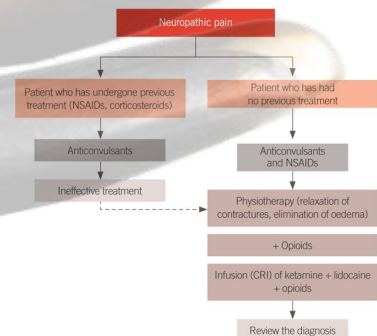 Neuropathic pain
Patient who has undergone previous
treatment (NSAIDs, corticosteroids)
Patient who has had
no previous treatment
Anticonvulsants
Anticonvulsants
and NSAIDs
Ineffective treatment
Physiotherapy (relaxation of
contractures, elimination of oedema)
+ Opioids
Infusion (CRI) of ketamine + lidocaine
+ opioids
Review the diagnosis